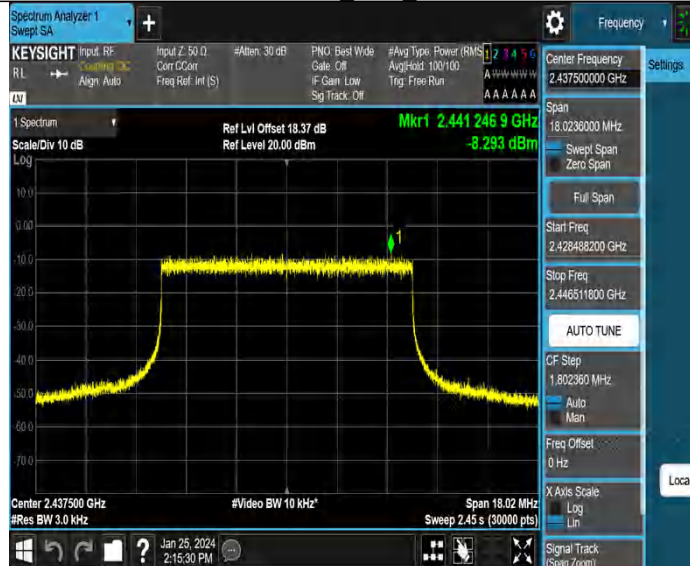 Spectrum Analyzer 1
Swept SA
+
Frequency
KEYSIGHT
RL
Input: RF
Coupling: DC
Align: Auto
Input Z: 50 Ω
Corr CCorr
Freq Ref: Int (S)
#Atten: 30 dB
PNO: Best Wide
Gate: Off
IF Gain: Low
Sig Track: Off
#Avg Type: Power (RMS
Avg|Hold: 100/100
Trig: Free Run
1 2 3 4 5 6
A W W W W W
A A A A A A
LXI
1 Spectrum
Scale/Div 10 dB
Log
Ref Lvl Offset 18.37 dB
Ref Level 20.00 dBm
Mkr1 2.441 246 9 GHz
-8.293 dBm
10.0
0.00
-10.0
-20.0
-30.0
-40.0
-50.0
-60.0
-70.0
1
Center 2.437500 GHz
#Res BW 3.0 kHz
#Video BW 10 kHz*
Span 18.02 MHz
Sweep 2.45 s (30000 pts)
?
Jan 25, 2024
2:15:30 PM
Center Frequency
2.437500000 GHz
Settings
Span
18.0236000 MHz
Swept Span
Zero Span
Full Span
Start Freq
2.428488200 GHz
Stop Freq
2.446511800 GHz
AUTO TUNE
CF Step
1.802360 MHz
Auto
Man
Freq Offset
0 Hz
X Axis Scale
Log
Lin
Signal Track
(Span Zoom)
Loca